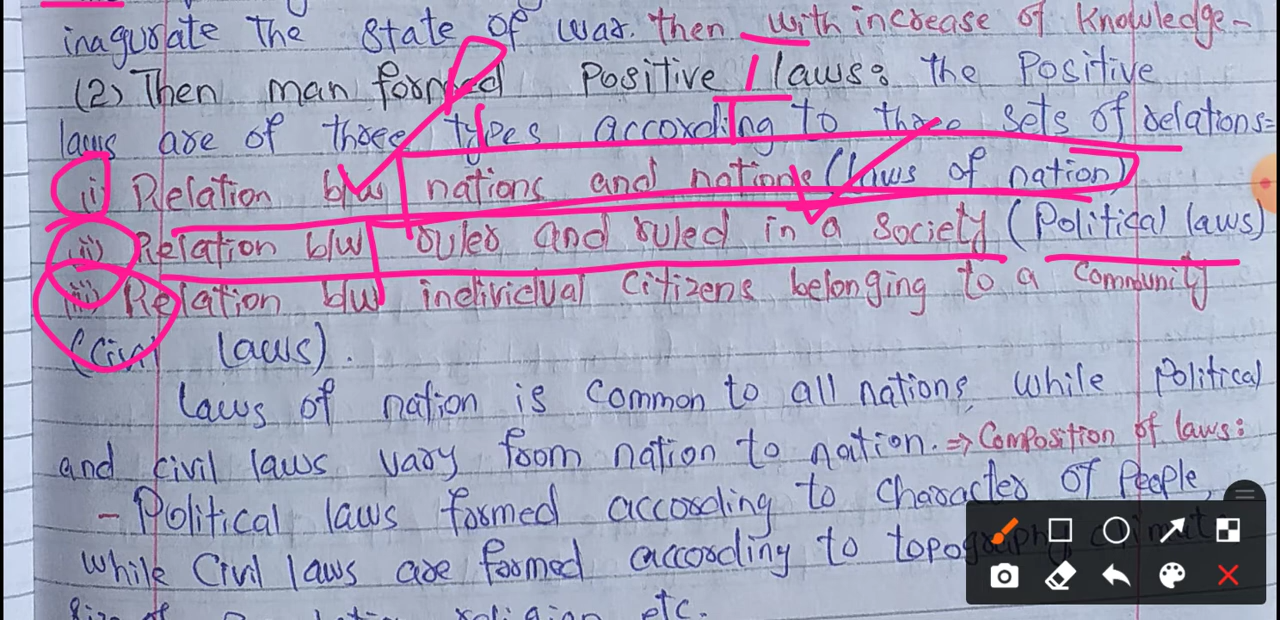 inagurate The State of war. then with increase of Knowledge -
(2) Then man formed Positive laws: the Positive
laws are of three types according to three sets of relations=
(i) Relation b/w nations and nations (laws of nation)
(ii) Relation b/w ruler and ruled in a society (Political laws)
(iii) Relation b/w individual citizens belonging to a community
(Civil laws).
laws of nation is common to all nations, while Political
and civil laws vary from nation to nation. ⇒ Composition of laws:
- Political laws formed according to character of People,
while Civil laws are formed according to topography
religion etc.